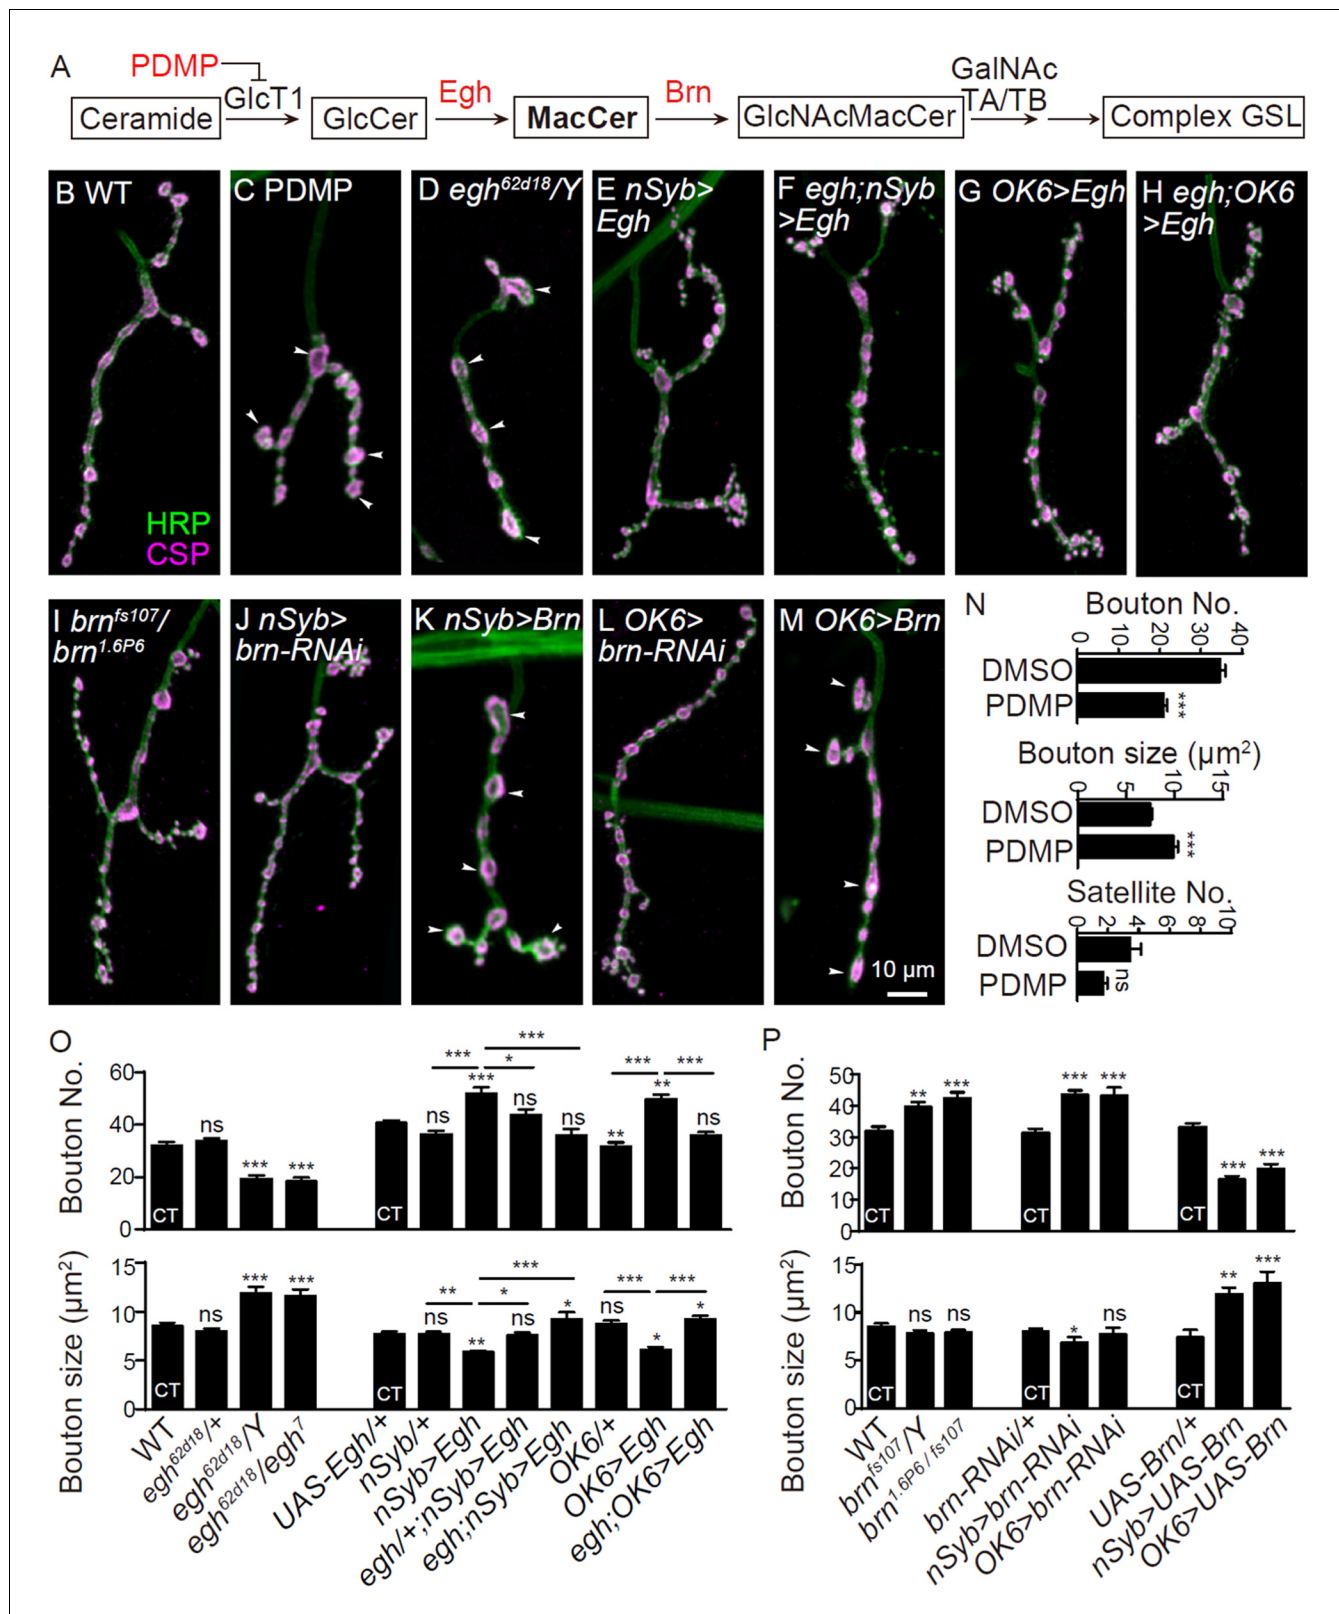 A
PDMP
GlcT1
Egh
Brn
GalNAc
TA/TB
Ceramide
GlcCer
MacCer
GlcNAcMacCer
Complex GSL
B WT
HRP
CSP
C PDMP
D egh62d18/Y
E nSyb>
Egh
F egh;nSyb
>Egh
G OK6>Egh
H egh;OK6
>Egh
I brnfs107/
brn1.6P6
J nSyb>
brn-RNAi
K nSyb>Brn
L OK6>
brn-RNAi
M OK6>Brn
10 µm
N
Bouton No.
0 10 20 30 40
DMSO
PDMP ***
Bouton size (µm2)
0 5 10 15
DMSO
PDMP ***
Satellite No.
0 2 4 6 8 10
DMSO
PDMP ns
O
Bouton No.
60
40
20
0
CT ns *** ***
CT ns *** ns ns ** ** ns
*** * *** *** ***
Bouton size (µm2)
15
10
5
0
CT ns *** ***
CT ns ** ns * ns * *
** * *** *** ***
WT
egh62d18/+
egh62d18/Y
egh62d18/egh7
UAS-Egh/+
nSyb/+
nSyb>Egh
egh/+;nSyb>Egh
egh;nSyb>Egh
OK6/+
OK6>Egh
egh;OK6>Egh
P
Bouton No.
50
40
30
20
10
0
CT ** ***
CT *** ***
CT *** ***
Bouton size (µm2)
15
10
5
0
CT ns ns
CT * ns
CT ** ***
WT
brnfs107/Y
brn1.6P6/fs107
brn-RNAi/+
nSyb>brn-RNAi
OK6>brn-RNAi
UAS-Brn/+
nSyb>UAS-Brn
OK6>UAS-Brn